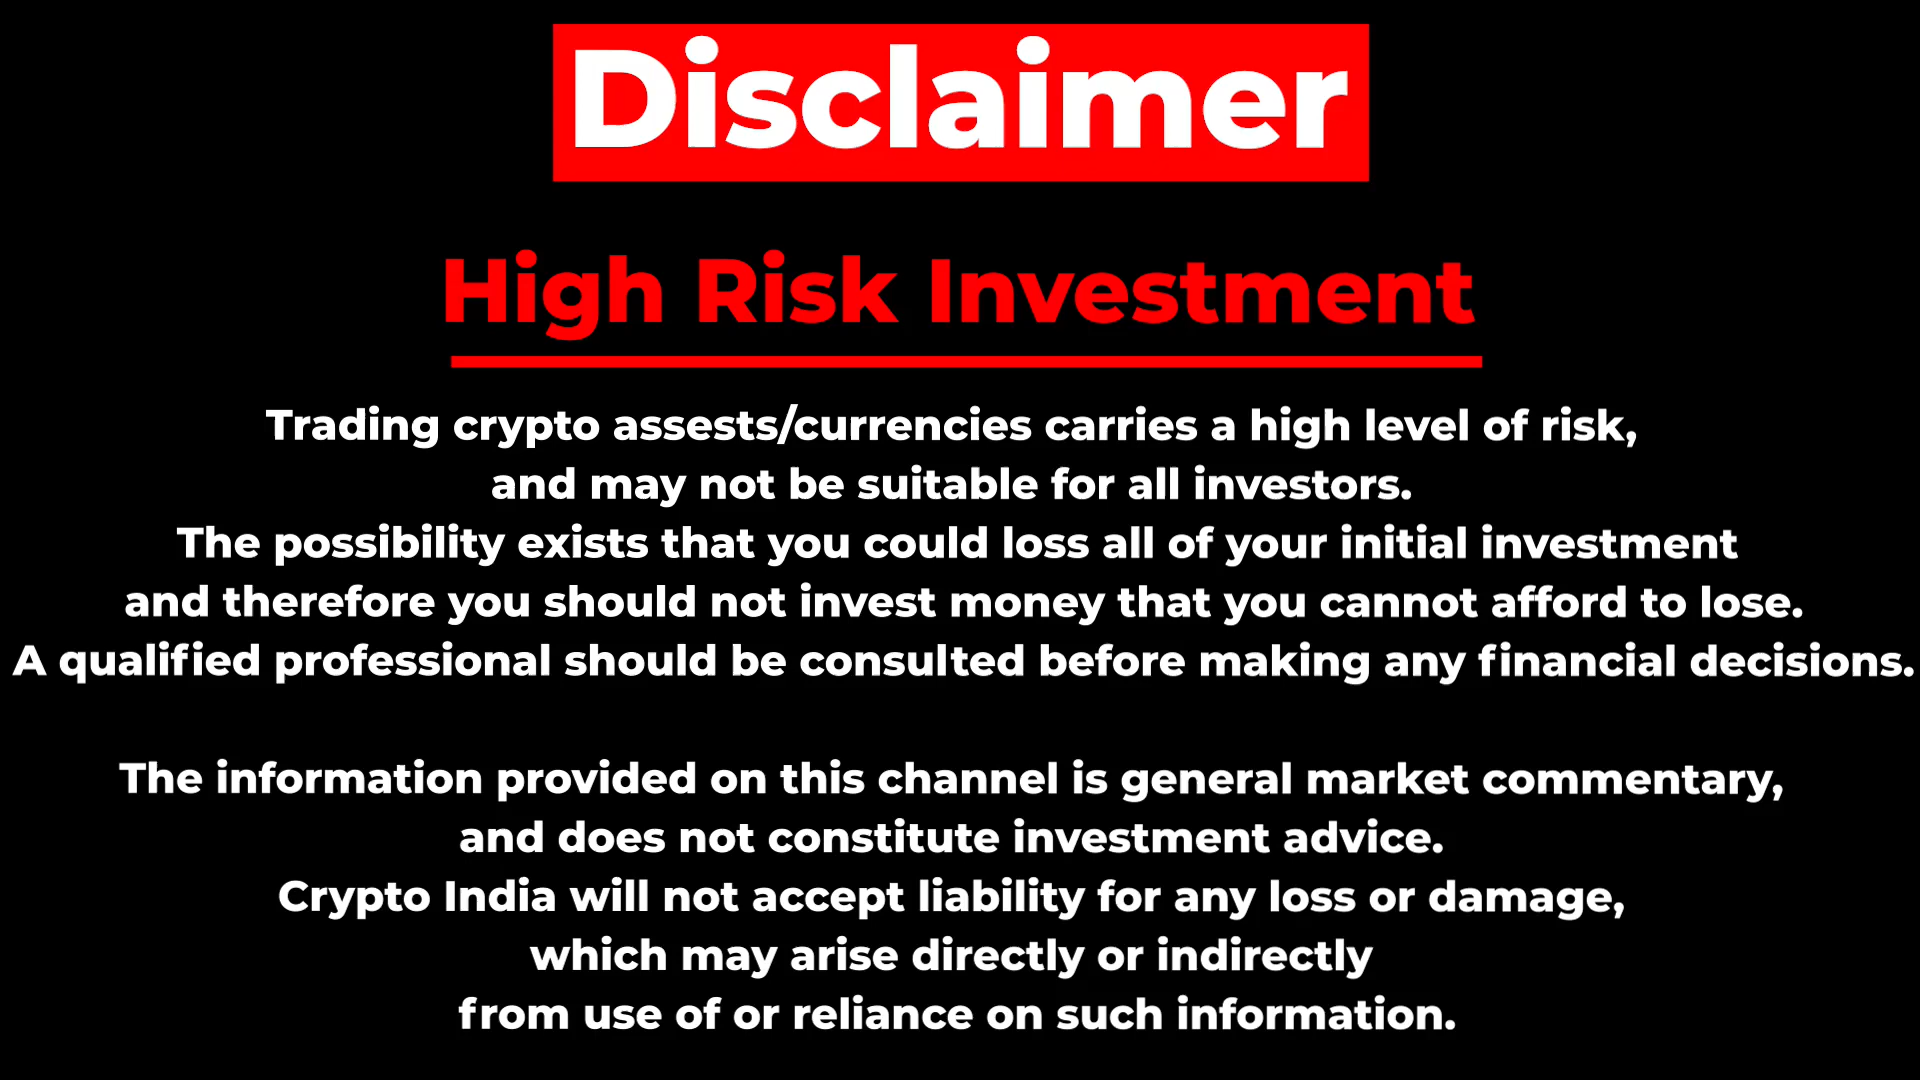 Disclaimer
High Risk Investment
Trading crypto assests/currencies carries a high level of risk,
and may not be suitable for all investors.
The possibility exists that you could loss all of your initial investment
and therefore you should not invest money that you cannot afford to lose.
A qualified professional should be consulted before making any financial decisions.
The information provided on this channel is general market commentary,
and does not constitute investment advice.
Crypto India will not accept liability for any loss or damage,
which may arise directly or indirectly
from use of or reliance on such information.